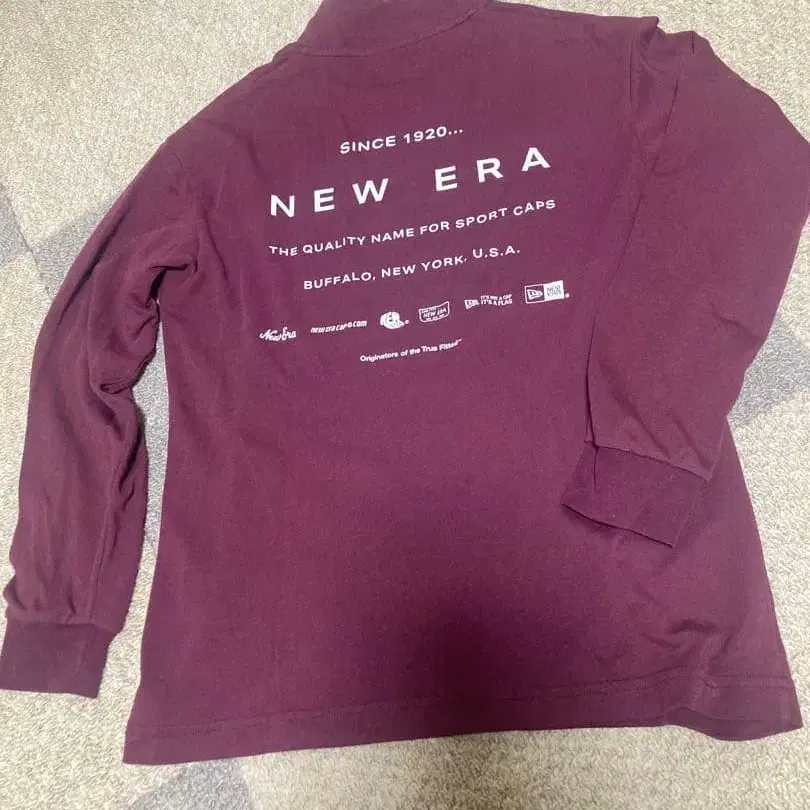 SINCE 1920...
NEW ERA
THE QUALITY NAME FOR SPORT CAPS
BUFFALO, NEW YORK, U.S.A.
New Era neweracap.com NEW ERA IT'S NOT A CAP IT'S A FLAG NEW ERA
Originators of the True Fitted™